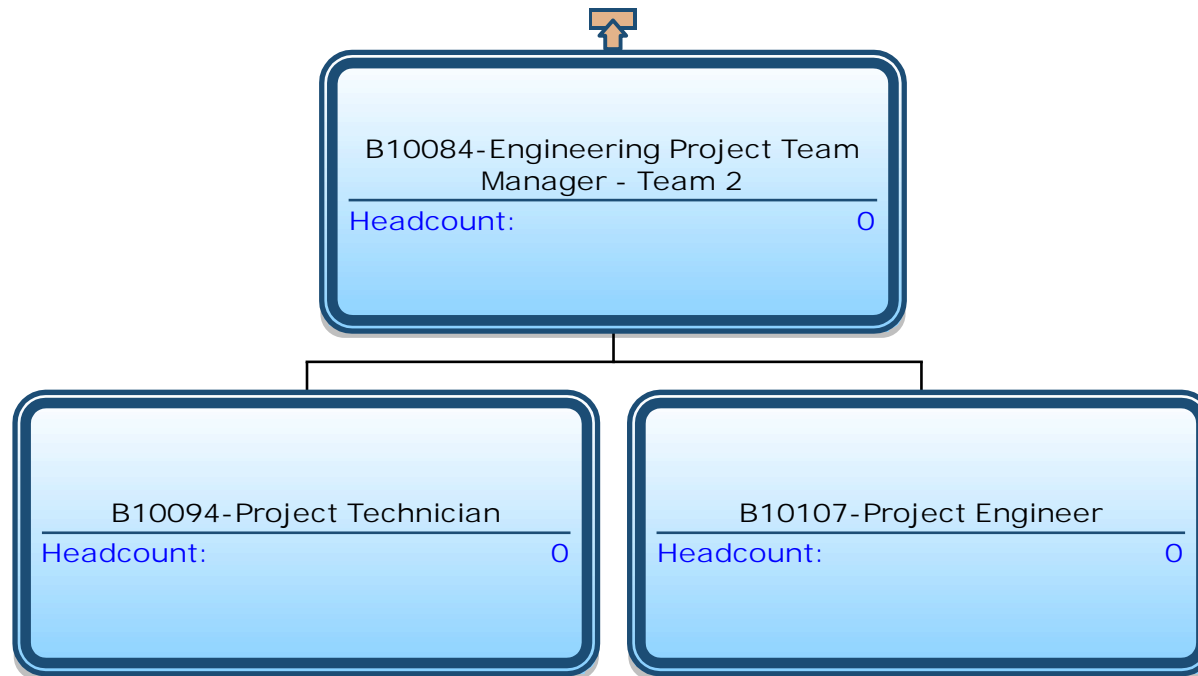 B10084-Engineering Project Team
Manager - Team 2
Headcount: 0
B10094-Project Technician
Headcount: 0
B10107-Project Engineer
Headcount: 0